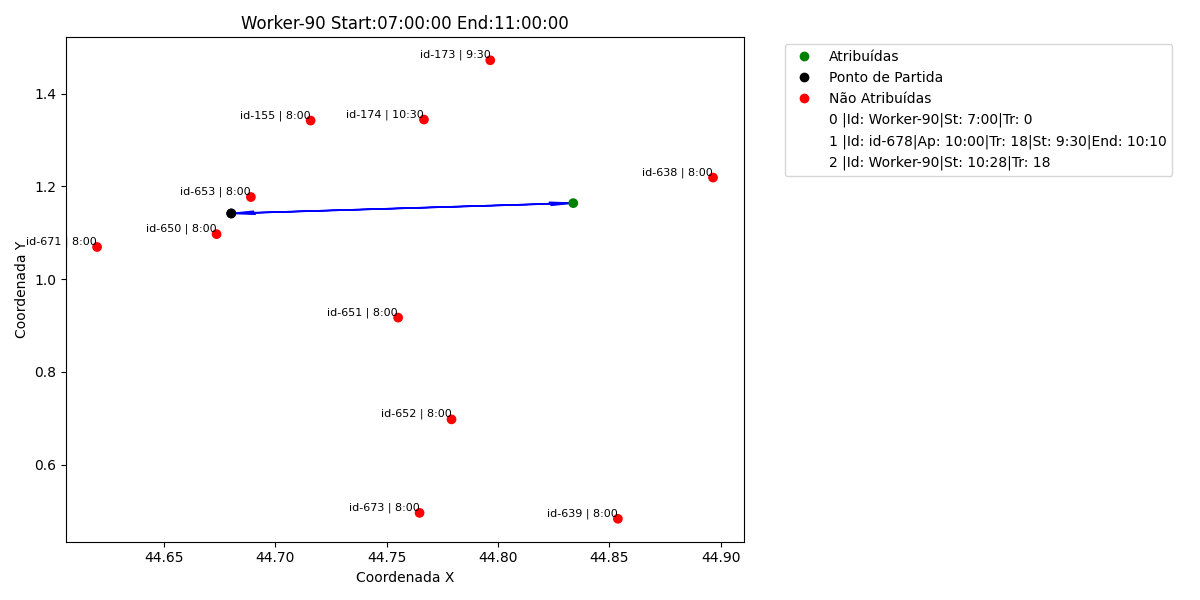 Worker-90 Start:07:00:00 End:11:00:00
id-173 | 9:30
id-155 | 8:00
id-174 | 10:30
id-638 | 8:00
id-653 | 8:00
id-650 | 8:00
id-671 | 8:00
id-651 | 8:00
id-652 | 8:00
id-673 | 8:00
id-639 | 8:00
1.4
1.2
1.0
0.8
0.6
Coordenada Y
44.65
44.70
44.75
44.80
44.85
44.90
Coordenada X
Atribuídas
Ponto de Partida
Não Atribuídas
0 |Id: Worker-90|St: 7:00|Tr: 0
1 |Id: id-678|Ap: 10:00|Tr: 18|St: 9:30|End: 10:10
2 |Id: Worker-90|St: 10:28|Tr: 18